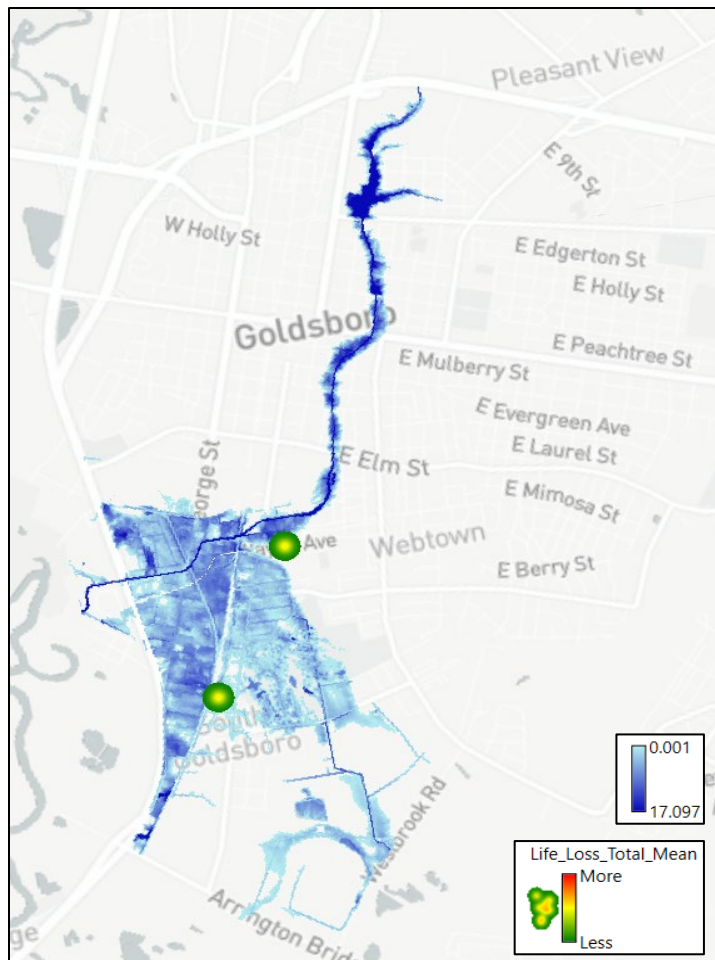 Pleasant View
E 9th St
W Holly St
E Edgerton St
E Holly St
Goldsboro
E Peachtree St
E Mulberry St
E Evergreen Ave
E Laurel St
E Elm St
E Mimosa St
Webtown
Ave
E Berry St
South
Goldsboro
0.001
17.097
Westbrook Rd
Life_Loss_Total_Mean
More
Less
Arrington Bridge